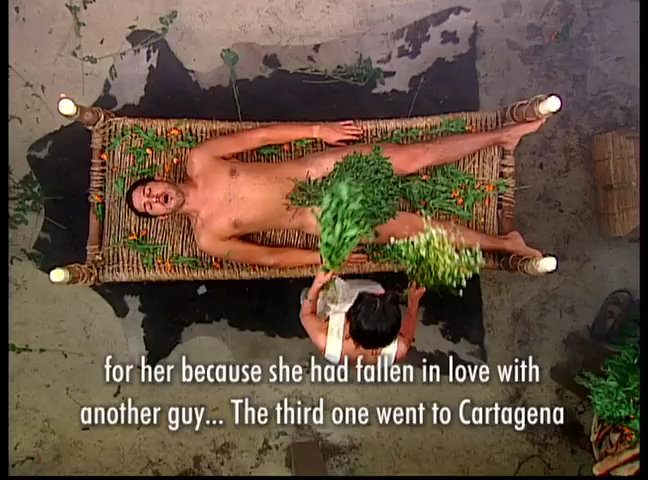 for her because she had fallen in love with
another guy... The third one went to Cartagena